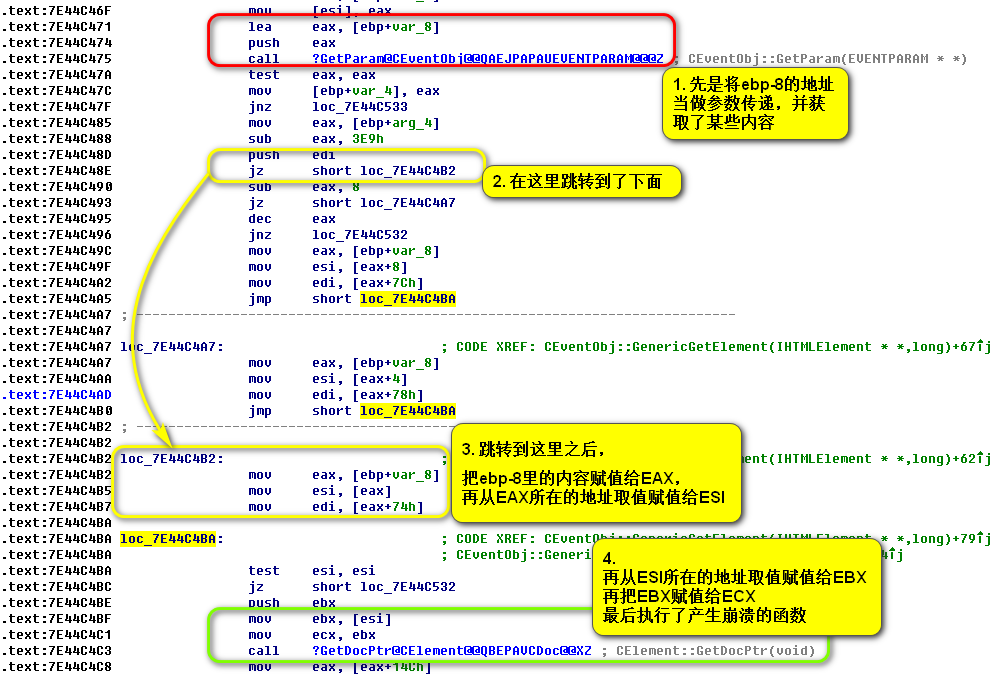 .text:7E44C46F mov [esi], eax
.text:7E44C471 lea eax, [ebp+var_8]
.text:7E44C474 push eax
.text:7E44C475 call ?GetParam@CEventObj@@QAEJPAPAUEVENTPARAM@@@Z ; CEventObj::GetParam(EVENTPARAM * *)
.text:7E44C47A test eax, eax
.text:7E44C47C mov [ebp+var_4], eax
.text:7E44C47F jnz loc_7E44C533
.text:7E44C485 mov eax, [ebp+arg_4]
.text:7E44C488 sub eax, 3E9h
.text:7E44C48D push edi
.text:7E44C48E jz short loc_7E44C4B2
.text:7E44C490 sub eax, 8
.text:7E44C493 jz short loc_7E44C4A7
.text:7E44C495 dec eax
.text:7E44C496 jnz loc_7E44C532
.text:7E44C49C mov eax, [ebp+var_8]
.text:7E44C49F mov esi, [eax+8]
.text:7E44C4A2 mov edi, [eax+7Ch]
.text:7E44C4A5 jmp short loc_7E44C4BA
.text:7E44C4A7 ; ---------------------------------------------------------------------------
.text:7E44C4A7
.text:7E44C4A7 loc_7E44C4A7: ; CODE XREF: CEventObj::GenericGetElement(IHTMLElement * *,long)+67↑j
.text:7E44C4A7 mov eax, [ebp+var_8]
.text:7E44C4AA mov esi, [eax+4]
.text:7E44C4AD mov edi, [eax+78h]
.text:7E44C4B0 jmp short loc_7E44C4BA
.text:7E44C4B2 ; ---------------------------------------
.text:7E44C4B2
.text:7E44C4B2 loc_7E44C4B2: ; ment(IHTMLElement * *,long)+62↑j
.text:7E44C4B2 mov eax, [ebp+var_8]
.text:7E44C4B5 mov esi, [eax]
.text:7E44C4B7 mov edi, [eax+74h]
.text:7E44C4BA
.text:7E44C4BA loc_7E44C4BA: ; CODE XREF: CEventObj::GenericGetElement(IHTMLElement * *,long)+79↑j
.text:7E44C4BA ; CEventObj::Generi 4↑j
.text:7E44C4BA test esi, esi
.text:7E44C4BC jz short loc_7E44C532
.text:7E44C4BE push ebx
.text:7E44C4BF mov ebx, [esi]
.text:7E44C4C1 mov ecx, ebx
.text:7E44C4C3 call ?GetDocPtr@CElement@@QBEPAVCDoc@@XZ ; CElement::GetDocPtr(void)
.text:7E44C4C8 mov eax, [eax+14Ch]
1. 先是将ebp-8的地址
当做参数传递，并获
取了某些内容
2. 在这里跳转到了下面
3. 跳转到这里之后，
把ebp-8里的内容赋值给EAX，
再从EAX所在的地址取值赋值给ESI
4.
再从ESI所在的地址取值赋值给EBX
再把EBX赋值给ECX
最后执行了产生崩溃的函数